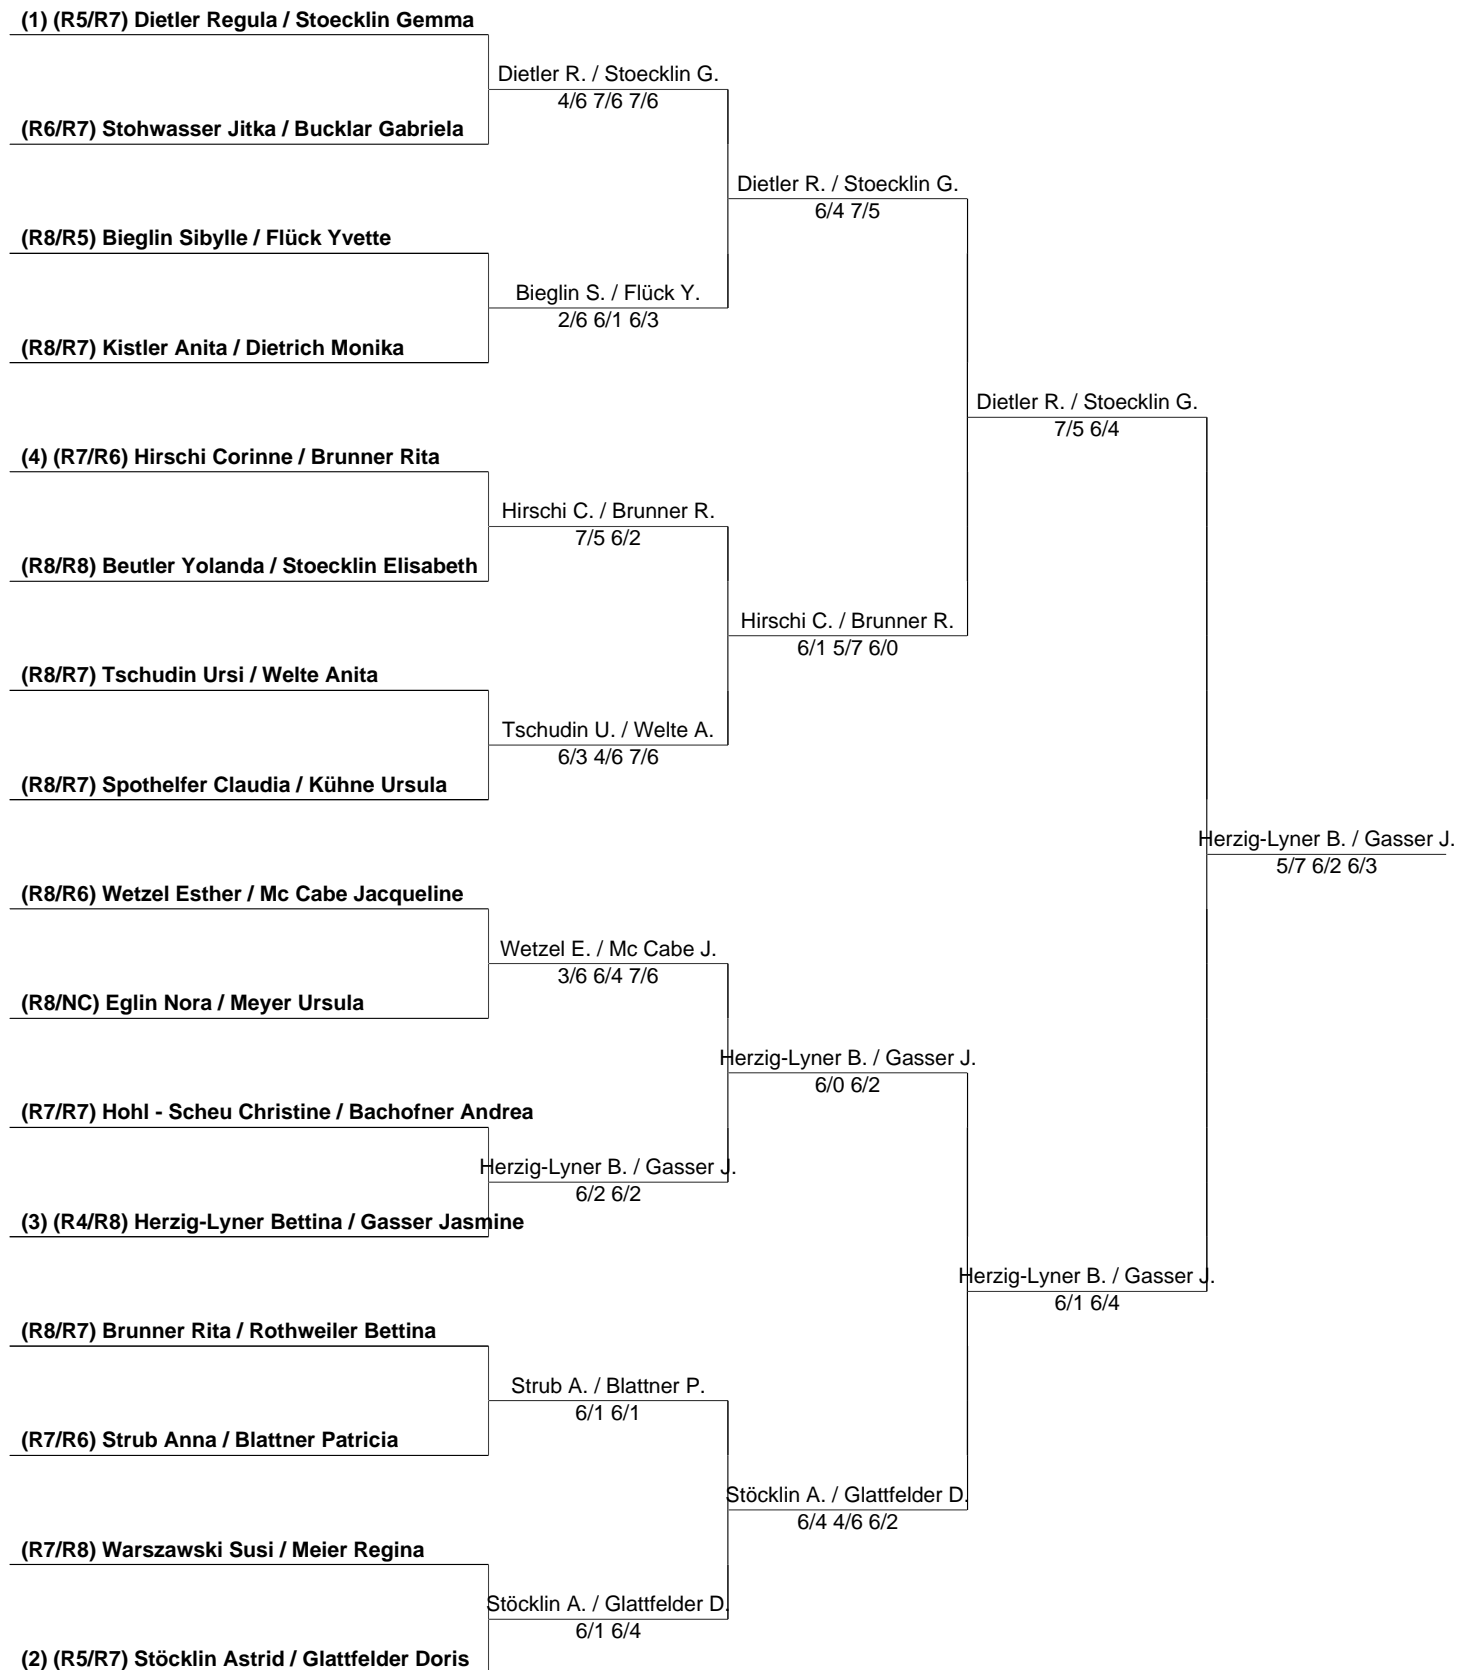 (1) (R5/R7) Dietler Regula / Stoecklin Gemma
Dietler R. / Stoecklin G.
4/6 7/6 7/6
(R6/R7) Stohwasser Jitka / Bucklar Gabriela
Dietler R. / Stoecklin G.
6/4 7/5
(R8/R5) Bieglin Sibylle / Flück Yvette
Bieglin S. / Flück Y.
2/6 6/1 6/3
(R8/R7) Kistler Anita / Dietrich Monika
Dietler R. / Stoecklin G.
7/5 6/4
(4) (R7/R6) Hirschi Corinne / Brunner Rita
Hirschi C. / Brunner R.
7/5 6/2
(R8/R8) Beutler Yolanda / Stoecklin Elisabeth
Hirschi C. / Brunner R.
6/1 5/7 6/0
(R8/R7) Tschudin Ursi / Welte Anita
Tschudin U. / Welte A.
6/3 4/6 7/6
(R8/R7) Spothelfer Claudia / Kühne Ursula
Herzig-Lyner B. / Gasser J.
5/7 6/2 6/3
(R8/R6) Wetzel Esther / Mc Cabe Jacqueline
Wetzel E. / Mc Cabe J.
3/6 6/4 7/6
(R8/NC) Eglin Nora / Meyer Ursula
Herzig-Lyner B. / Gasser J.
6/0 6/2
(R7/R7) Hohl - Scheu Christine / Bachofner Andrea
Herzig-Lyner B. / Gasser J.
6/2 6/2
(3) (R4/R8) Herzig-Lyner Bettina / Gasser Jasmine
Herzig-Lyner B. / Gasser J.
6/1 6/4
(R8/R7) Brunner Rita / Rothweiler Bettina
Strub A. / Blattner P.
6/1 6/1
(R7/R6) Strub Anna / Blattner Patricia
Stöcklin A. / Glattfelder D.
6/4 4/6 6/2
(R7/R8) Warszawski Susi / Meier Regina
Stöcklin A. / Glattfelder D.
6/1 6/4
(2) (R5/R7) Stöcklin Astrid / Glattfelder Doris